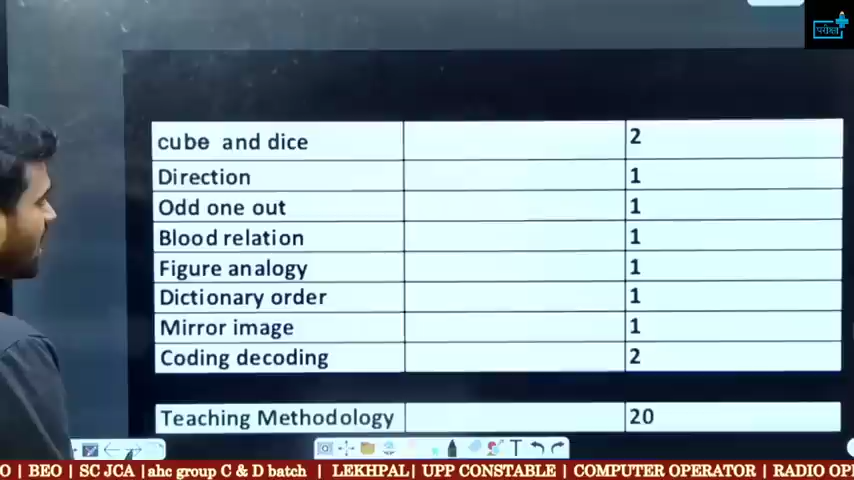 परीक्षा
cube and dice 2
Direction 1
Odd one out 1
Blood relation 1
Figure analogy 1
Dictionary order 1
Mirror image 1
Coding decoding 2
Teaching Methodology 20
T
O | BEO | SC JCA |ahc group C & D batch | LEKHPAL| UPP CONSTABLE | COMPUTER OPERATOR | RADIO OPE